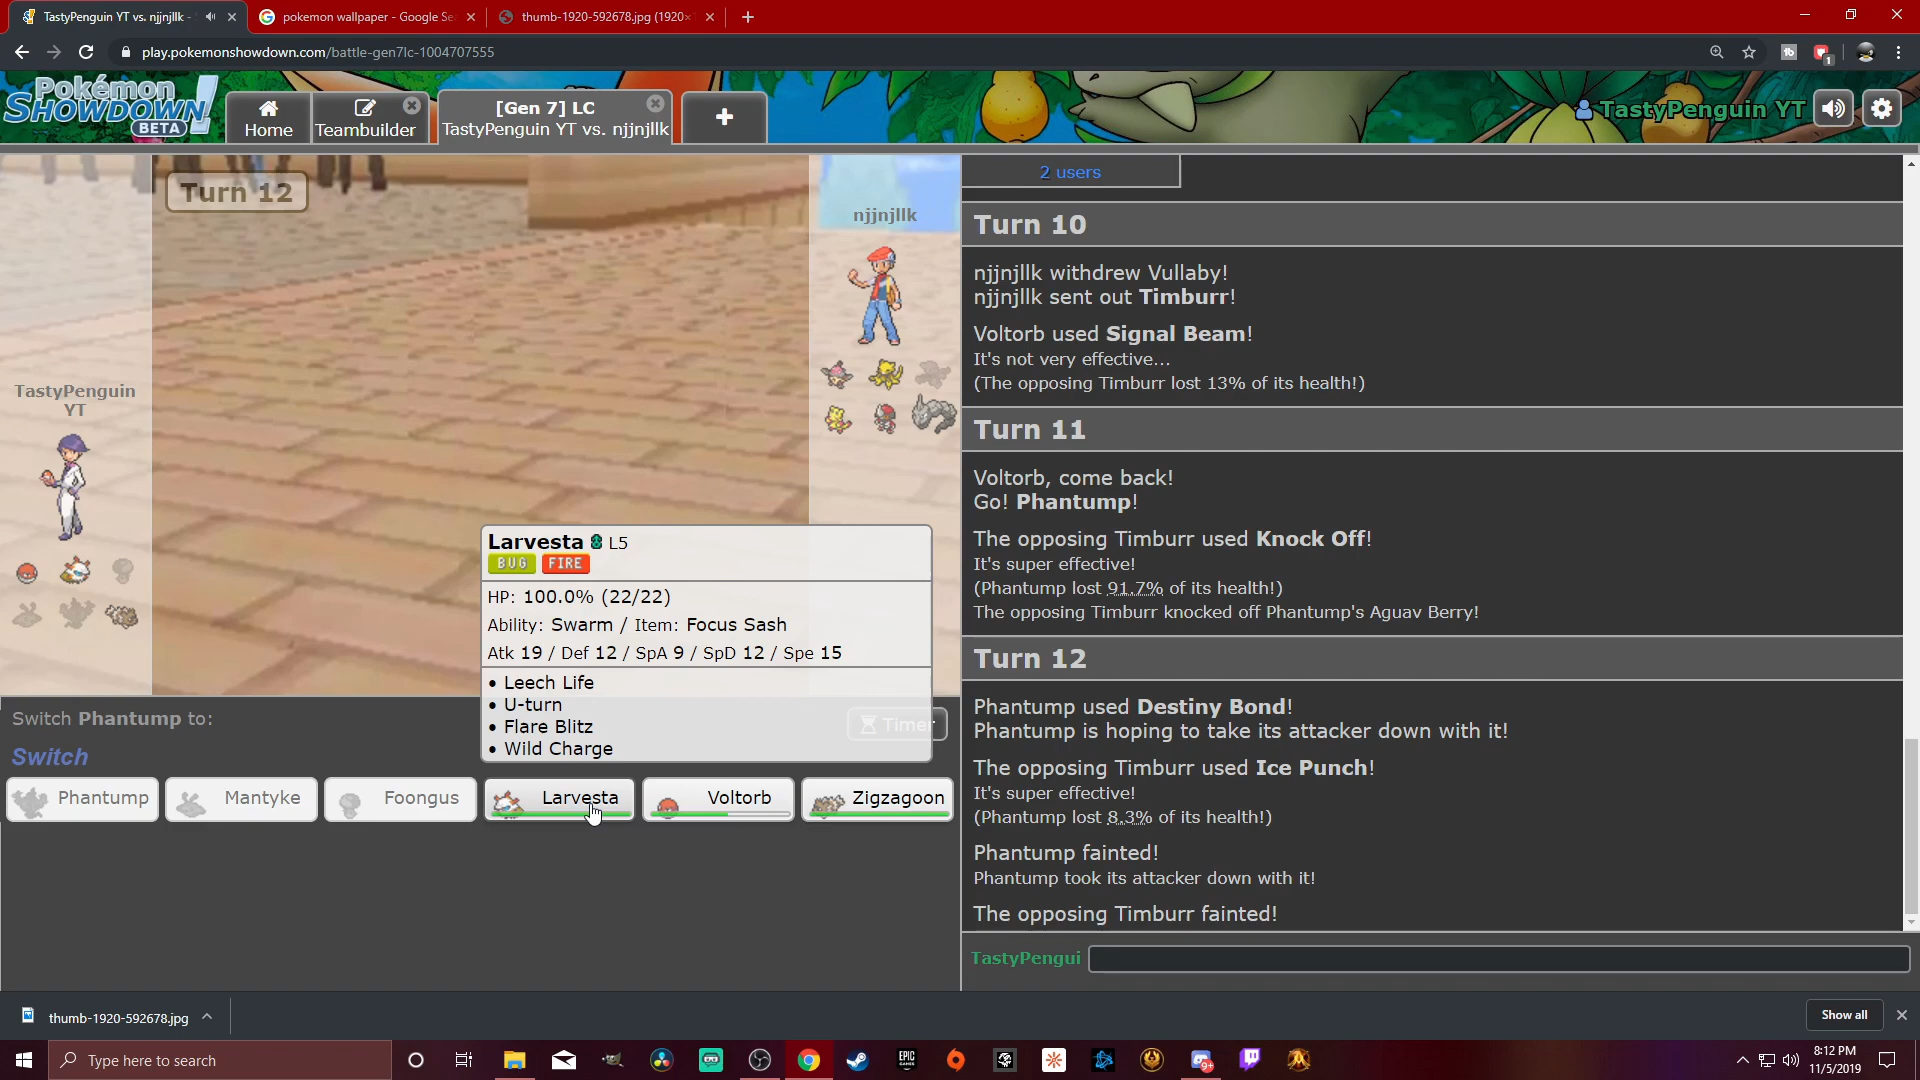 TastyPenguin YT vs. njjnjllk -
pokemon wallpaper - Google Se
thumb-1920-592678.jpg (1920×
play.pokemonshowdown.com/battle-gen7lc-1004707555
1
Pokémon
SHOWDOWN!
BETA
Home
Teambuilder
[Gen 7] LC
TastyPenguin YT vs. njjnjllk
TastyPenguin YT
Turn 12
njjnjllk
TastyPenguin
YT
Larvesta L5
BUG FIRE
HP: 100.0% (22/22)
Ability: Swarm / Item: Focus Sash
Atk 19 / Def 12 / SpA 9 / SpD 12 / Spe 15
• Leech Life
• U-turn
• Flare Blitz
• Wild Charge
Timer
Switch Phantump to:
Switch
Phantump
Mantyke
Foongus
Larvesta
Voltorb
Zigzagoon
2 users
Turn 10
njjnjllk withdrew Vullaby!
njjnjllk sent out Timburr!
Voltorb used Signal Beam!
It's not very effective...
(The opposing Timburr lost 13% of its health!)
Turn 11
Voltorb, come back!
Go! Phantump!
The opposing Timburr used Knock Off!
It's super effective!
(Phantump lost 91.7% of its health!)
The opposing Timburr knocked off Phantump's Aguav Berry!
Turn 12
Phantump used Destiny Bond!
Phantump is hoping to take its attacker down with it!
The opposing Timburr used Ice Punch!
It's super effective!
(Phantump lost 8.3% of its health!)
Phantump fainted!
Phantump took its attacker down with it!
The opposing Timburr fainted!
TastyPengui
thumb-1920-592678.jpg
Show all
Type here to search
EPIC
GAMES
9+
8:12 PM
11/5/2019